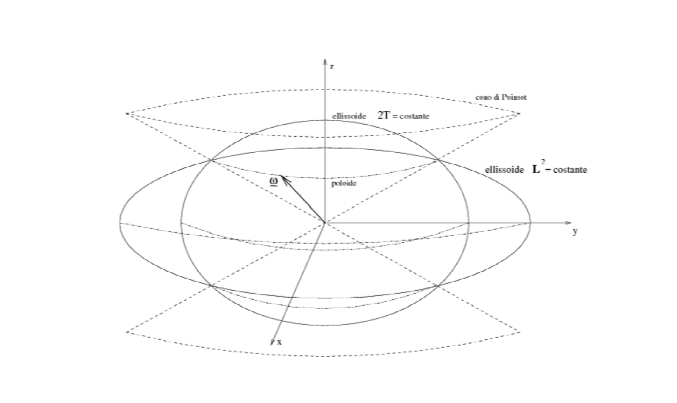 z
cono di Poinsot
ellissoide 2T = costante
ellissoide L² = costante
ω
poloide
y
x